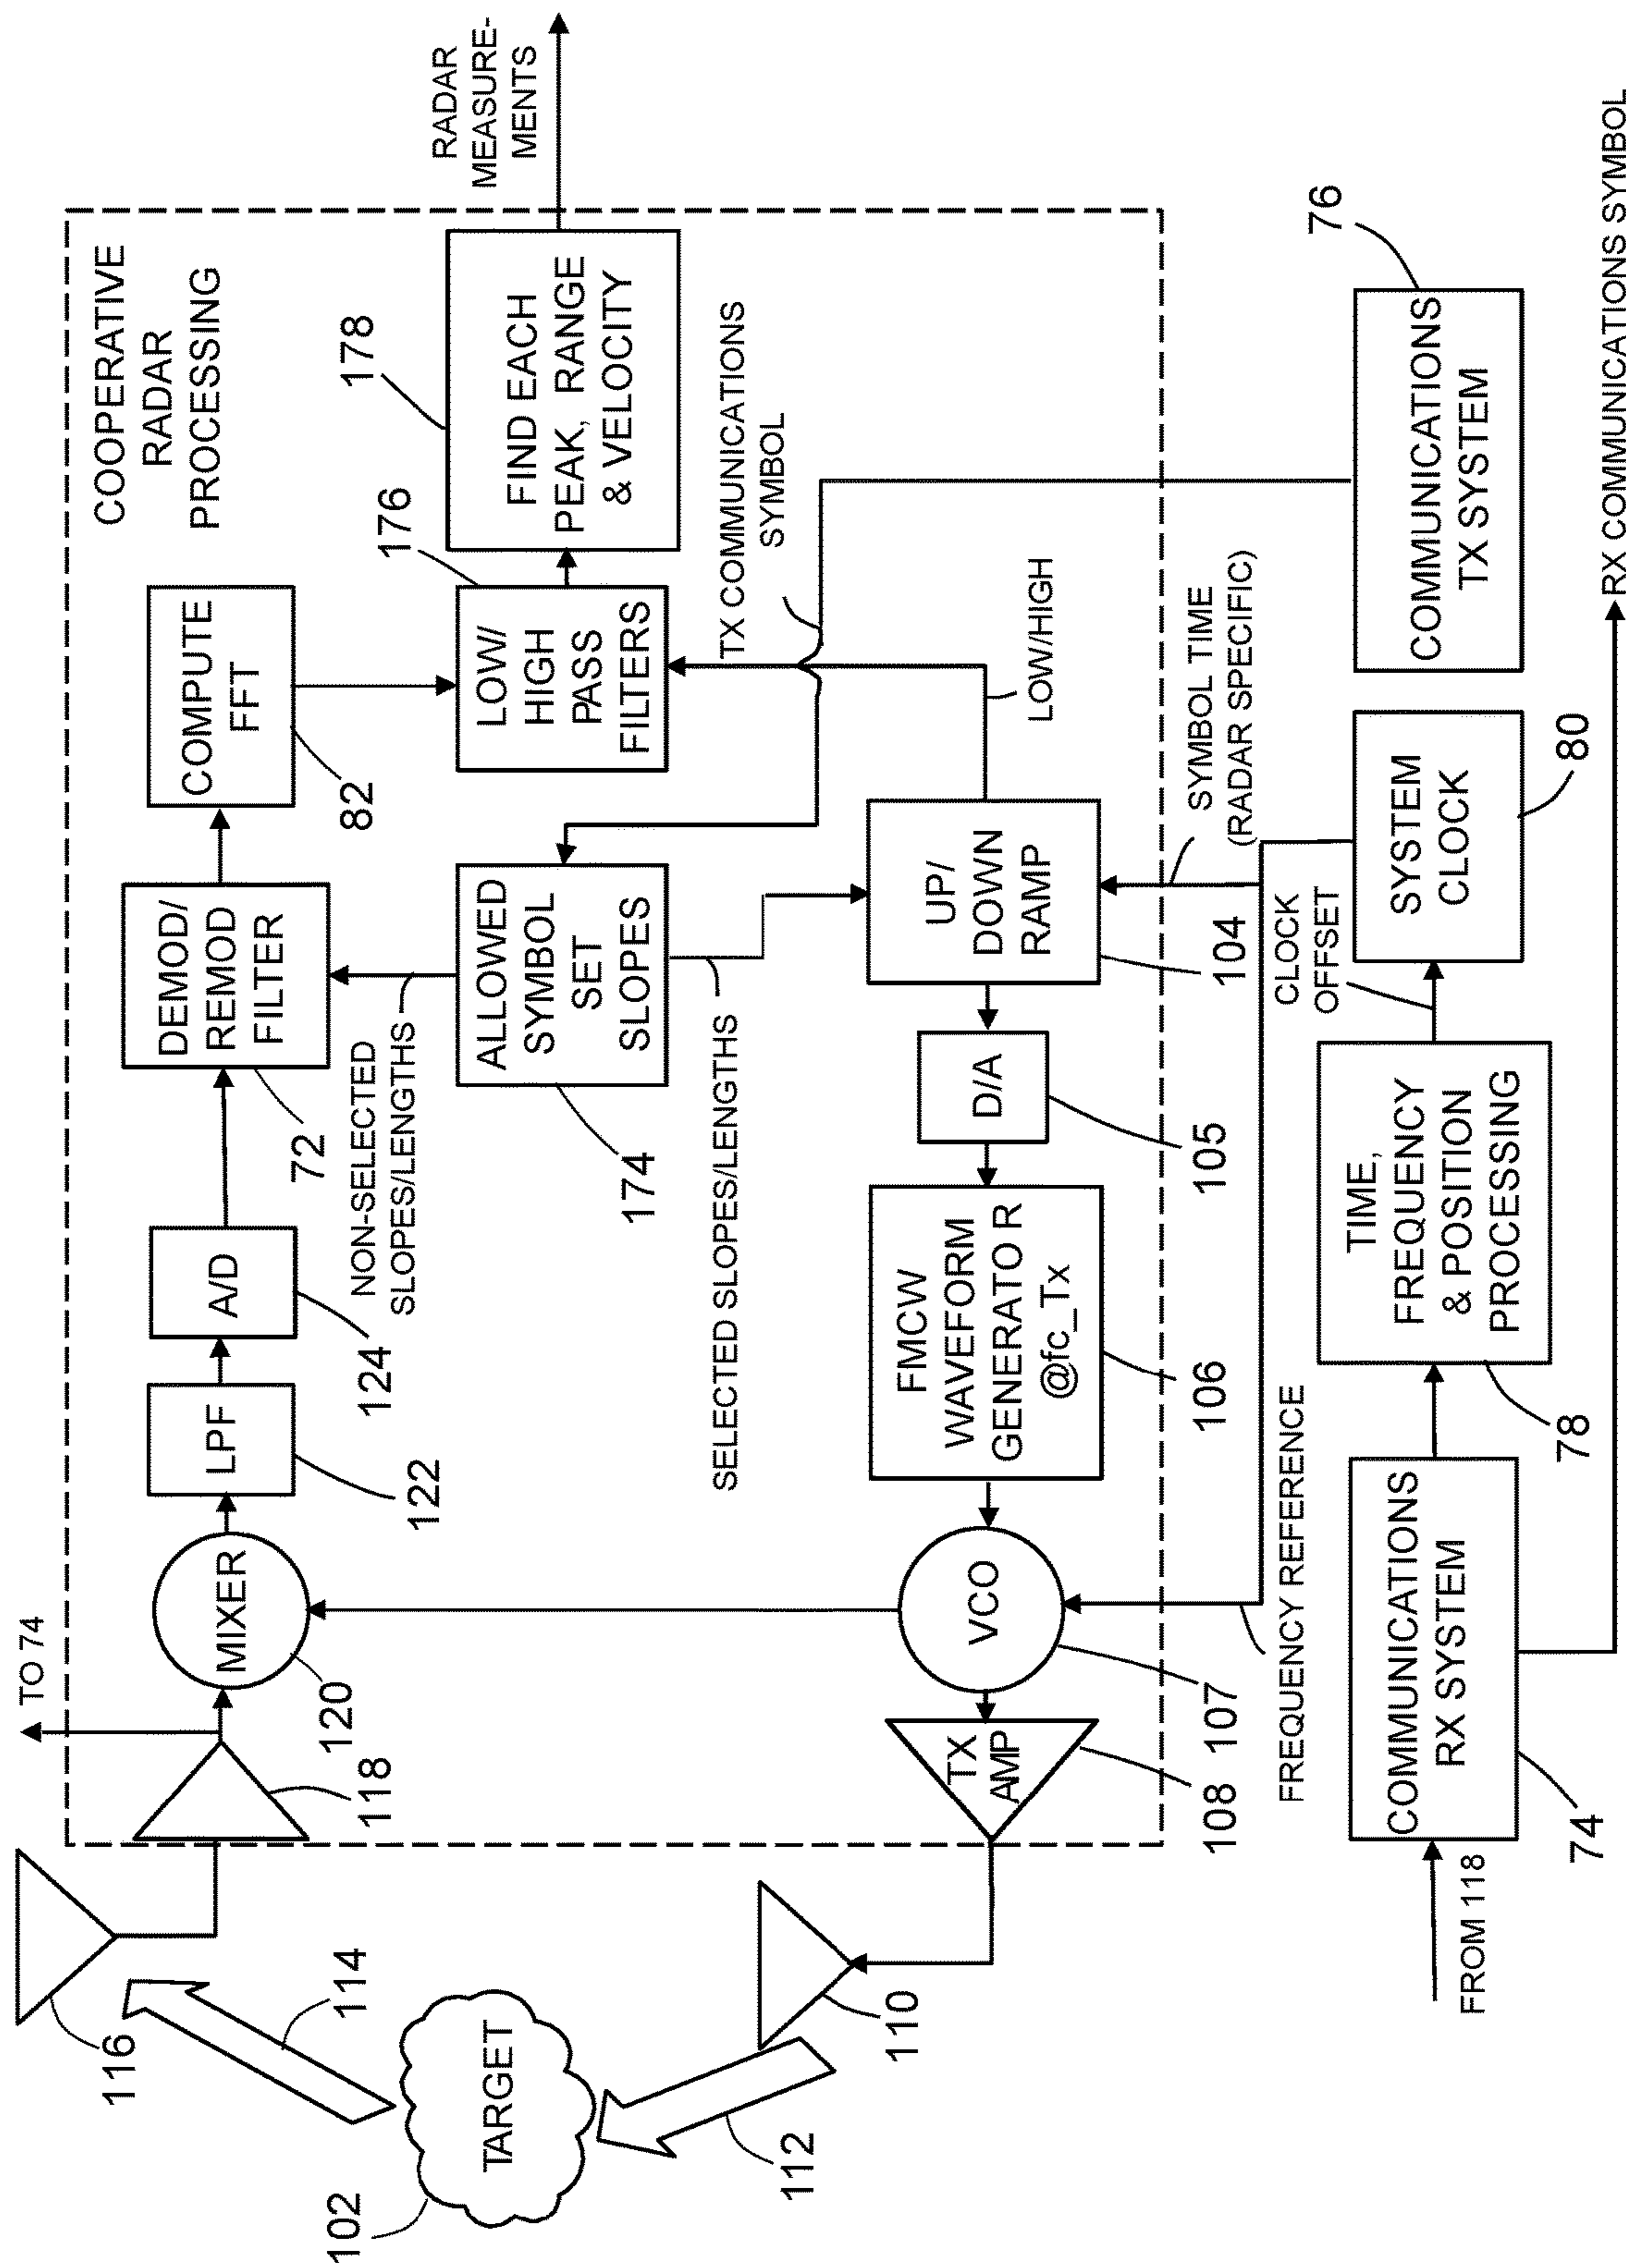 TO 74
116
114
102
TARGET
112
110
118
MIXER
120
LPF
122
A/D
124
DEMOD/
REMOD
FILTER
72
COMPUTE
FFT
82
COOPERATIVE
RADAR
PROCESSING
NON-SELECTED
SLOPES/LENGTHS
ALLOWED
SYMBOL
SET
SLOPES
174
LOW/
HIGH
PASS
FILTERS
176
FIND EACH
PEAK, RANGE
& VELOCITY
178
RADAR
MEASURE-
MENTS
SELECTED SLOPES/LENGTHS
TX COMMUNICATIONS
SYMBOL
TX
AMP
108
VCO
107
FMCW
WAVEFORM
GENERATO R
@fc_Tx
106
D/A
105
UP/
DOWN
RAMP
104
LOW/HIGH
SYMBOL TIME
(RADAR SPECIFIC)
FREQUENCY REFERENCE
CLOCK
OFFSET
FROM 118
COMMUNICATIONS
RX SYSTEM
74
TIME,
FREQUENCY
& POSITION
PROCESSING
78
SYSTEM
CLOCK
80
COMMUNICATIONS
TX SYSTEM
76
RX COMMUNICATIONS SYMBOL